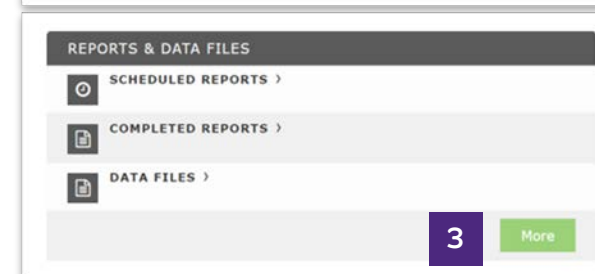 REPORTS & DATA FILES
SCHEDULED REPORTS >
COMPLETED REPORTS >
DATA FILES >
3 More